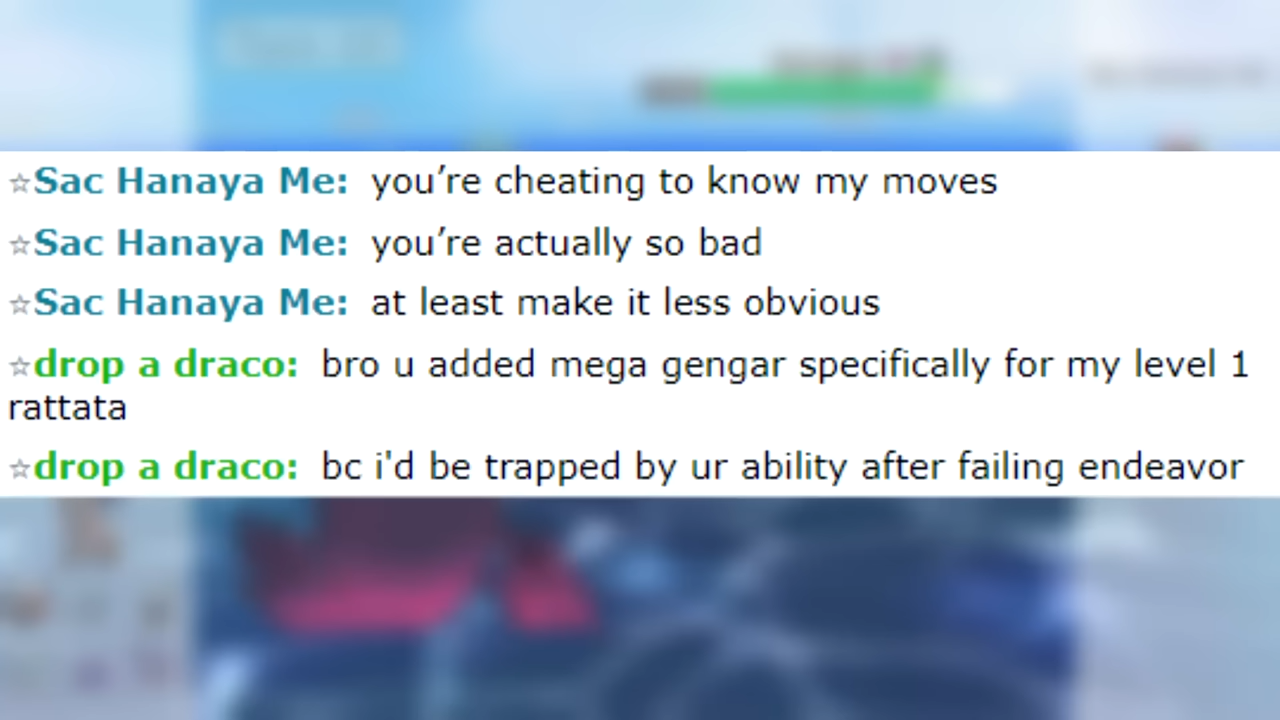 ☆Sac Hanaya Me: you’re cheating to know my moves
☆Sac Hanaya Me: you’re actually so bad
☆Sac Hanaya Me: at least make it less obvious
☆drop a draco: bro u added mega gengar specifically for my level 1
rattata
☆drop a draco: bc i'd be trapped by ur ability after failing endeavor